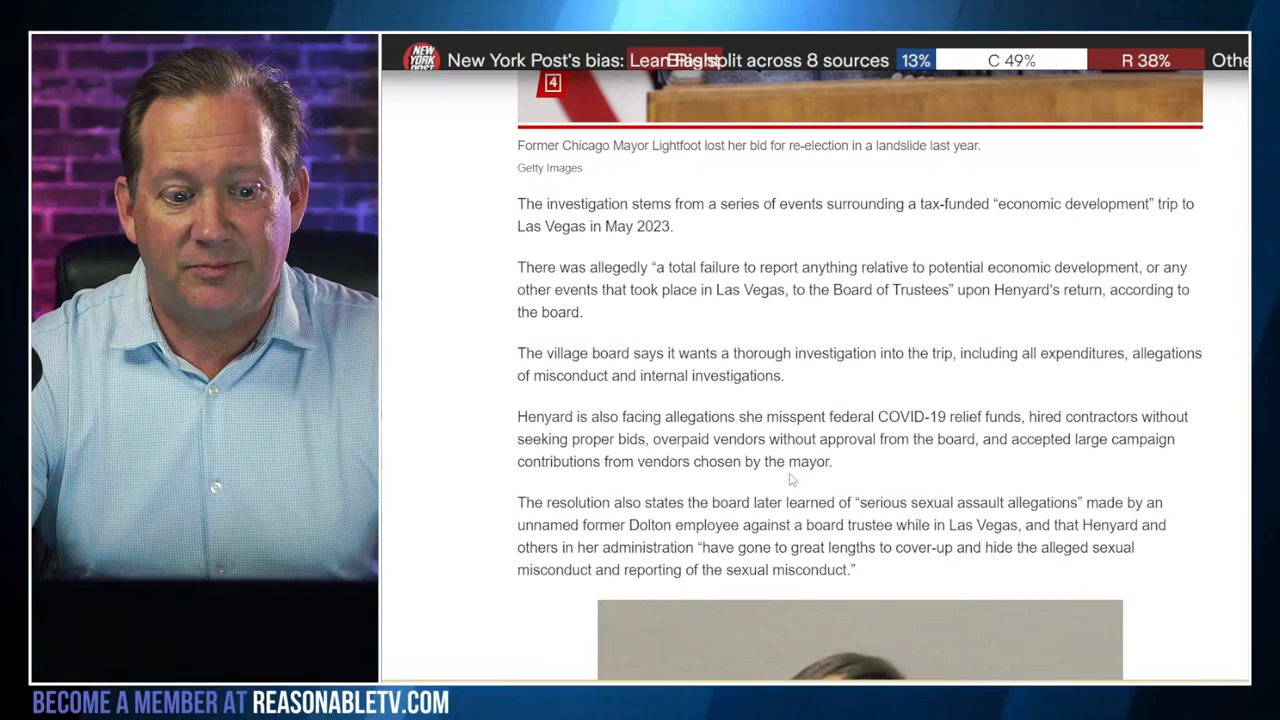 NEW YORK POST
New York Post's bias: Lean Right Bias split across 8 sources 13% C 49% R 38% Othe
4
Former Chicago Mayor Lightfoot lost her bid for re-election in a landslide last year.
Getty Images
The investigation stems from a series of events surrounding a tax-funded “economic development” trip to
Las Vegas in May 2023.
There was allegedly “a total failure to report anything relative to potential economic development, or any
other events that took place in Las Vegas, to the Board of Trustees” upon Henyard’s return, according to
the board.
The village board says it wants a thorough investigation into the trip, including all expenditures, allegations
of misconduct and internal investigations.
Henyard is also facing allegations she misspent federal COVID-19 relief funds, hired contractors without
seeking proper bids, overpaid vendors without approval from the board, and accepted large campaign
contributions from vendors chosen by the mayor.
The resolution also states the board later learned of “serious sexual assault allegations” made by an
unnamed former Dolton employee against a board trustee while in Las Vegas, and that Henyard and
others in her administration “have gone to great lengths to cover-up and hide the alleged sexual
misconduct and reporting of the sexual misconduct.”
BECOME A MEMBER AT REASONABLETV.COM